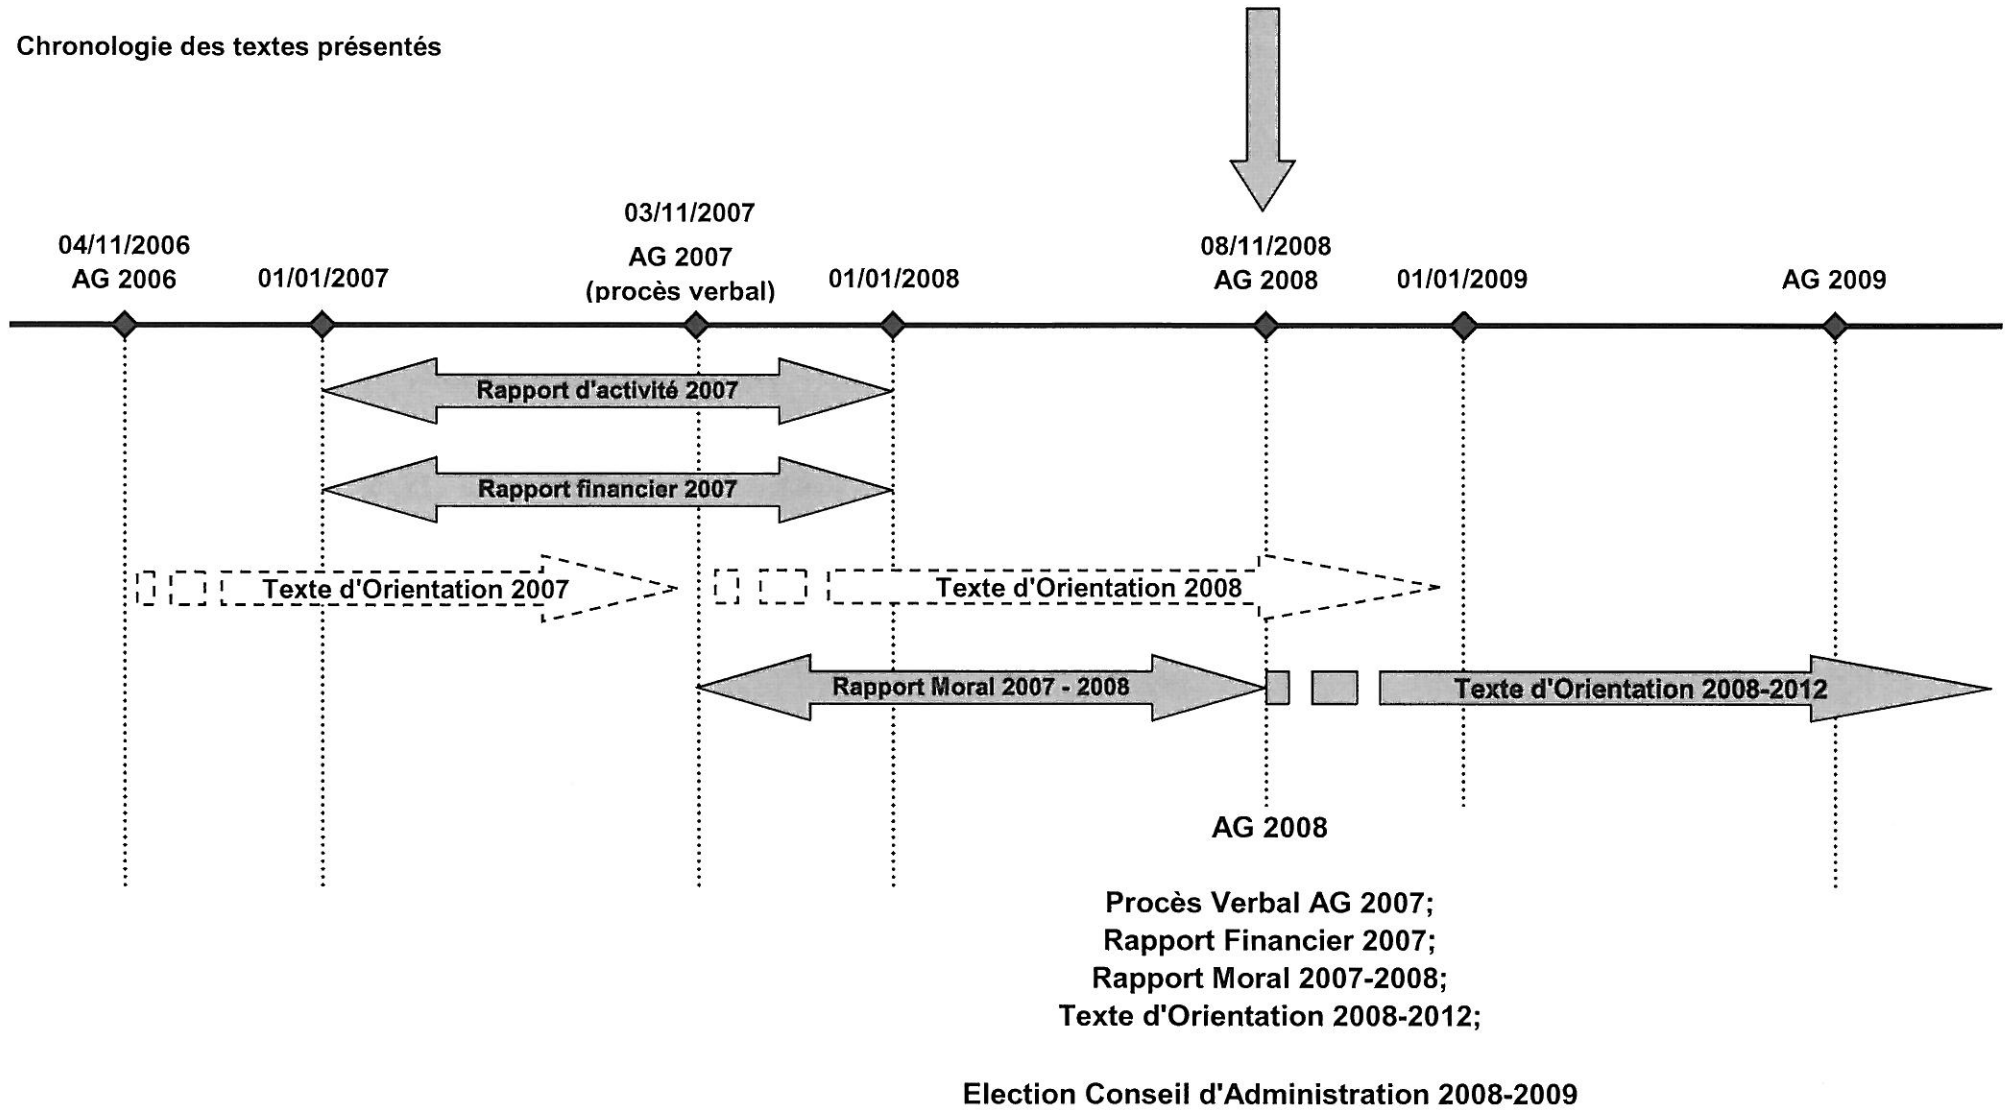 Chronologie des textes présentés
04/11/2006
AG 2006
01/01/2007
03/11/2007
AG 2007
(procès verbal)
01/01/2008
08/11/2008
AG 2008
01/01/2009
AG 2009
Rapport d'activité 2007
Rapport financier 2007
Texte d'Orientation 2007
Texte d'Orientation 2008
Rapport Moral 2007 - 2008
Texte d'Orientation 2008-2012
AG 2008
Procès Verbal AG 2007;
Rapport Financier 2007;
Rapport Moral 2007-2008;
Texte d'Orientation 2008-2012;
Election Conseil d'Administration 2008-2009